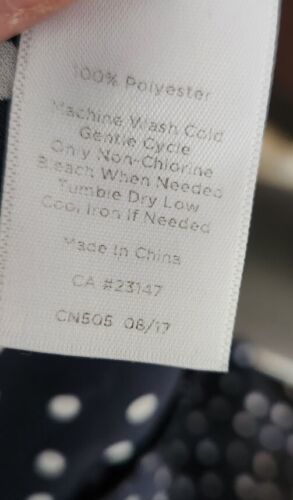 100% Polyester
Machine Wash Cold
Gentle Cycle
Only Non-Chlorine
Bleach When Needed
Tumble Dry Low
Cool Iron If Needed
Made In China
CA #23147
CN505 08/17